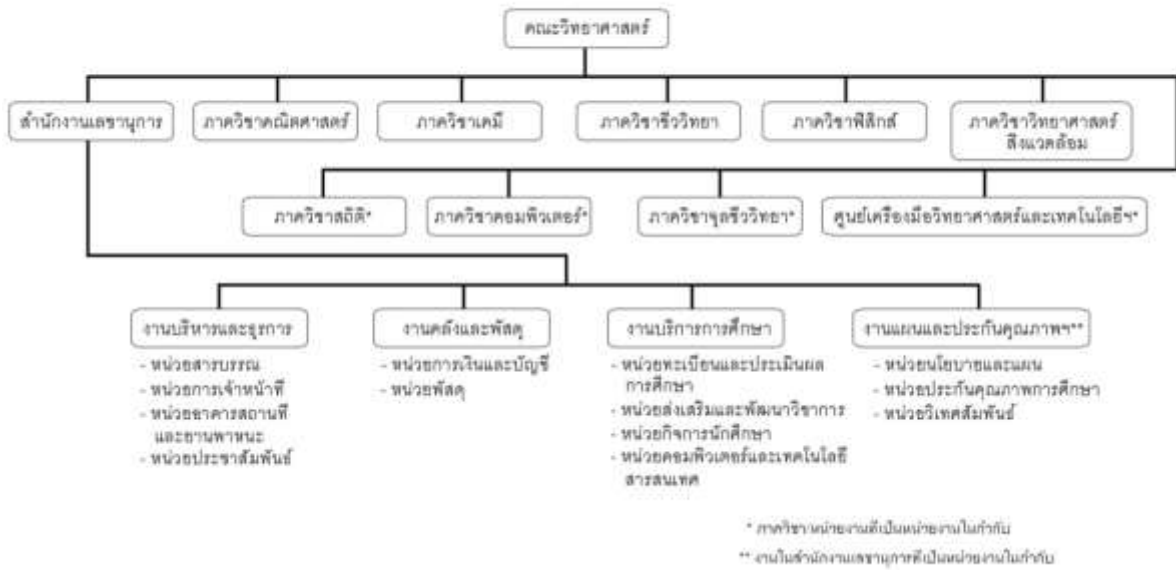 คณะวิทยาศาสตร์
สำนักงานเลขานุการ
ภาควิชาคณิตศาสตร์
ภาควิชาเคมี
ภาควิชาชีววิทยา
ภาควิชาฟิสิกส์
ภาควิชาวิทยาศาสตร์
สิ่งแวดล้อม
ภาควิชาสถิติ*
ภาควิชาคอมพิวเตอร์*
ภาควิชาจุลชีววิทยา*
ศูนย์เครื่องมือวิทยาศาสตร์และเทคโนโลยีฯ*
งานบริหารและธุรการ
- หน่วยสารบรรณ
- หน่วยการเจ้าหน้าที่
- หน่วยอาคารสถานที่
และยานพาหนะ
- หน่วยประชาสัมพันธ์
งานคลังและพัสดุ
- หน่วยการเงินและบัญชี
- หน่วยพัสดุ
งานบริการการศึกษา
- หน่วยทะเบียนและประเมินผล
การศึกษา
- หน่วยส่งเสริมและพัฒนาวิชาการ
- หน่วยกิจการนักศึกษา
- หน่วยคอมพิวเตอร์และเทคโนโลยี
สารสนเทศ
งานแผนและประกันคุณภาพฯ**
- หน่วยนโยบายและแผน
- หน่วยประกันคุณภาพการศึกษา
- หน่วยวิเทศสัมพันธ์
* ภาควิชา/หน่วยงานที่เป็นหน่วยงานในกำกับ
** งานในสำนักงานเลขานุการที่เป็นหน่วยงานในกำกับ